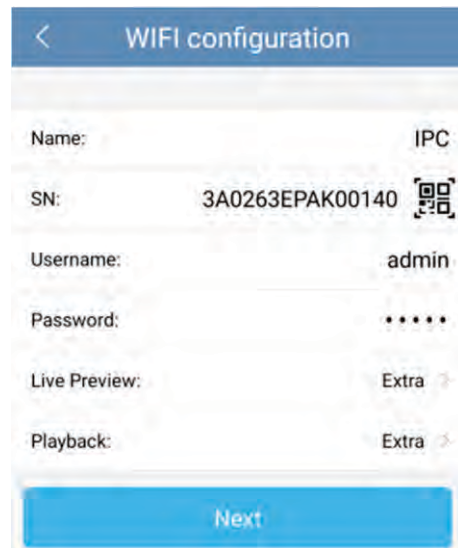 WIFI configuration
Name: IPC
SN: 3A0263EPAK00140
Username: admin
Password: •••••
Live Preview: Extra
Playback: Extra
Next